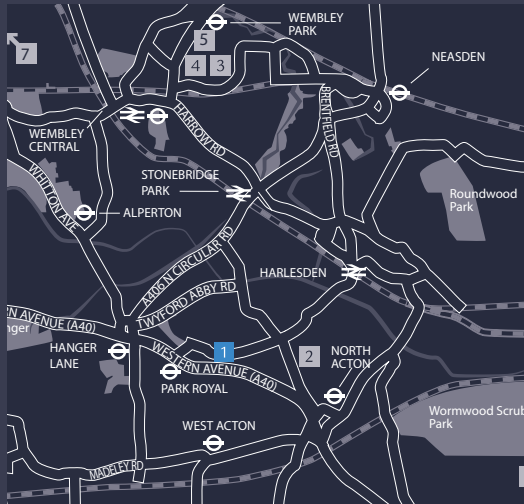 WEMBLEY
PARK
5
7
4
3
NEASDEN
BRENTFIELD RD
HARROW RD
WEMBLEY
CENTRAL
STONEBRIDGE
PARK
WHITTON AVE
ALPERTON
Roundwood
Park
A406 N CIRCULAR RD
HARLESDEN
TWYFORD ABBY RD
N AVENUE (A40)
nger
HANGER
LANE
1
2
NORTH
ACTON
WESTERN AVENUE (A40)
PARK ROYAL
WEST ACTON
Wormwood Scrub
Park
MADELEY RD